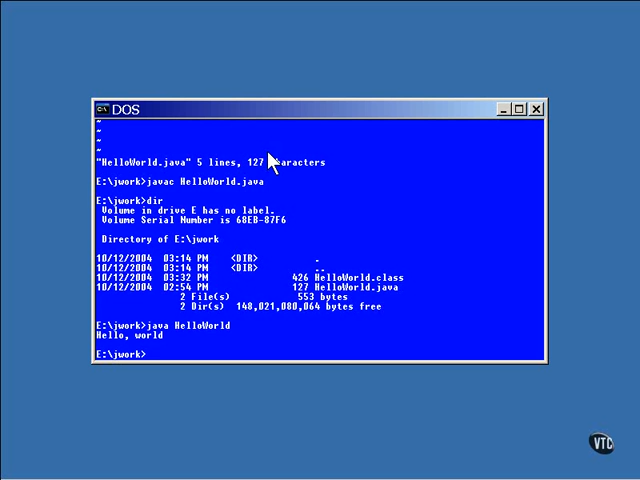 DOS
~
~
~
~
"HelloWorld.java" 5 lines, 127 characters
E:\jwork>javac HelloWorld.java
E:\jwork>dir
Volume in drive E has no label.
Volume Serial Number is 68EB-87F6
Directory of E:\jwork
10/12/2004 03:14 PM <DIR> .
10/12/2004 03:14 PM <DIR> ..
10/12/2004 03:32 PM 426 HelloWorld.class
10/12/2004 02:54 PM 127 HelloWorld.java
2 File(s) 553 bytes
2 Dir(s) 148,021,080,064 bytes free
E:\jwork>java HelloWorld
Hello, world
E:\jwork>
VTC